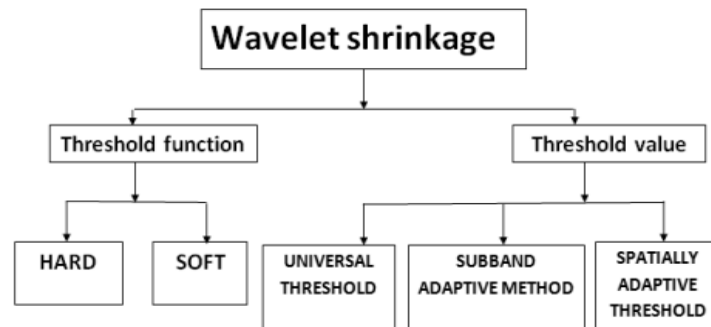 Wavelet shrinkage
Threshold function
Threshold value
HARD
SOFT
UNIVERSAL
THRESHOLD
SUBBAND
ADAPTIVE METHOD
SPATIALLY
ADAPTIVE
THRESHOLD